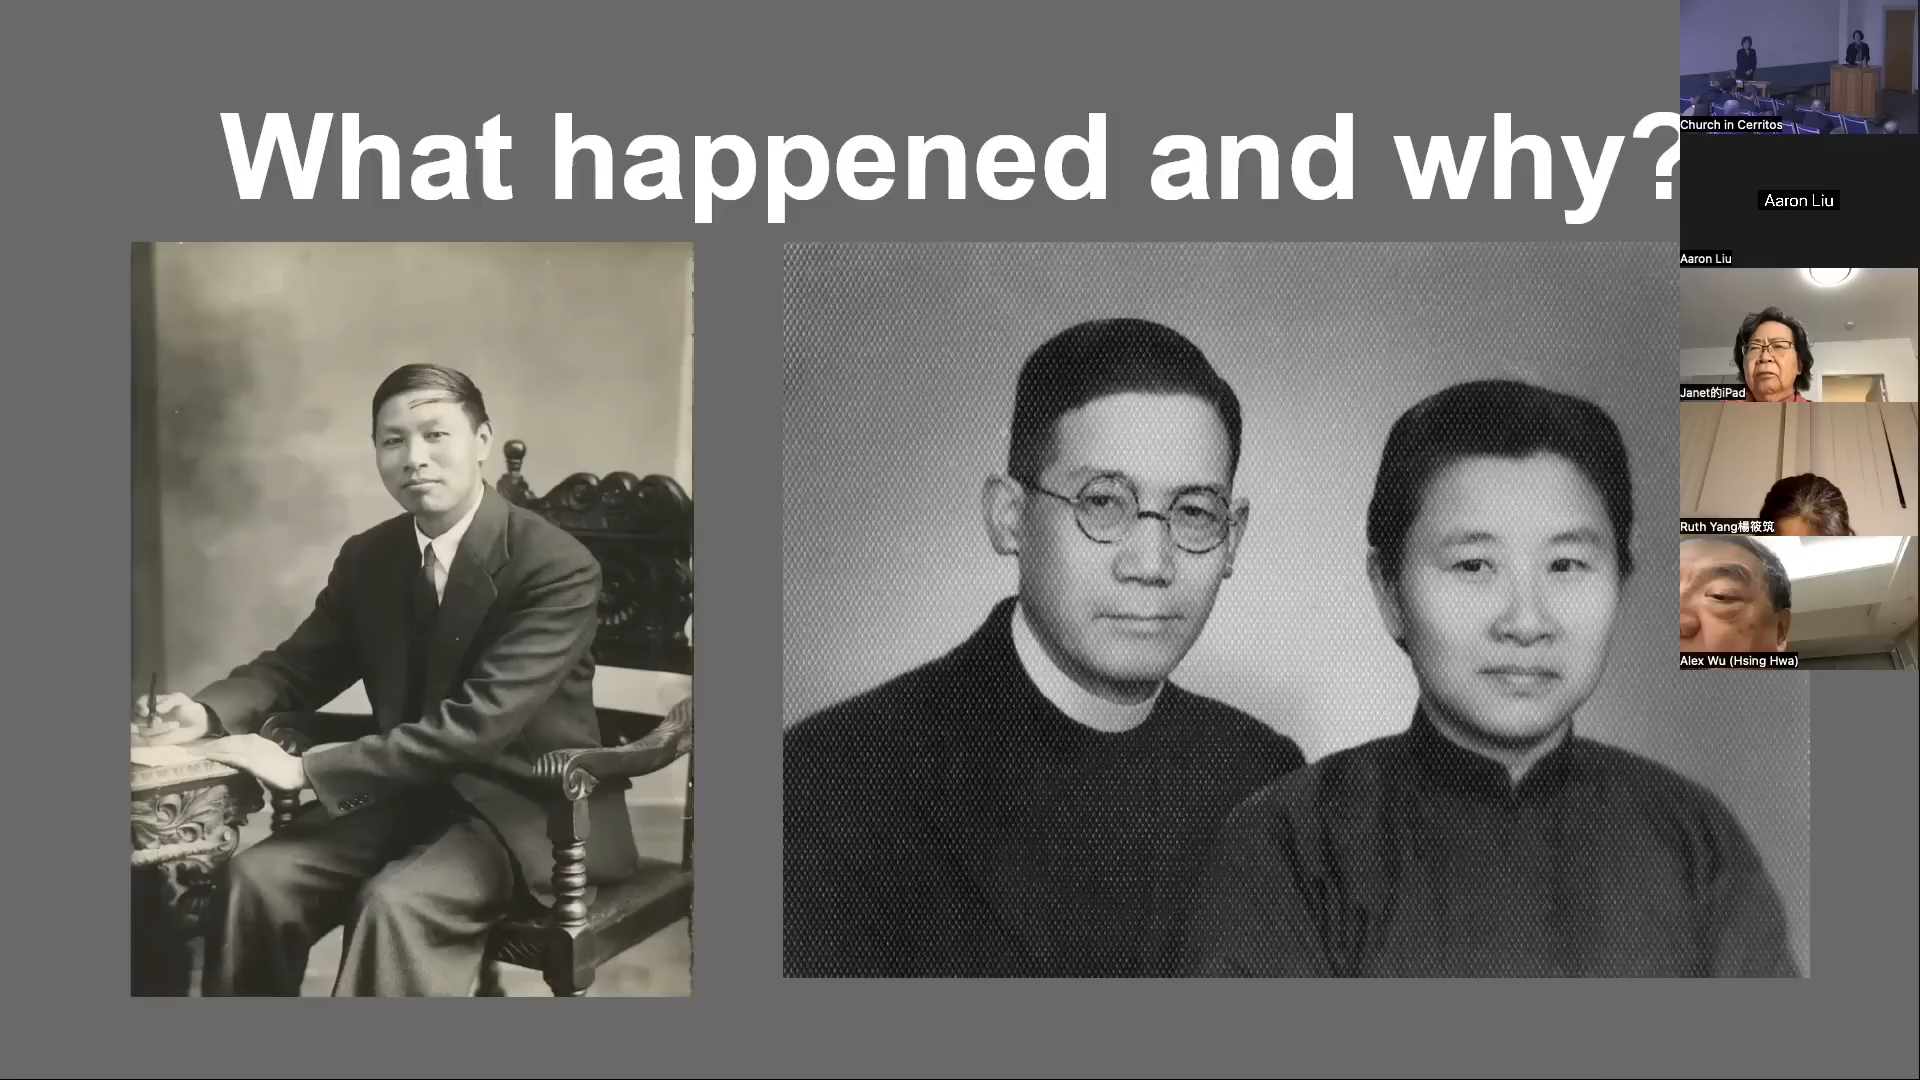 What happened and why?
Church in Cerritos
Aaron Liu
Aaron Liu
Janet的iPad
Ruth Yang楊筱筑
Alex Wu (Hsing Hwa)